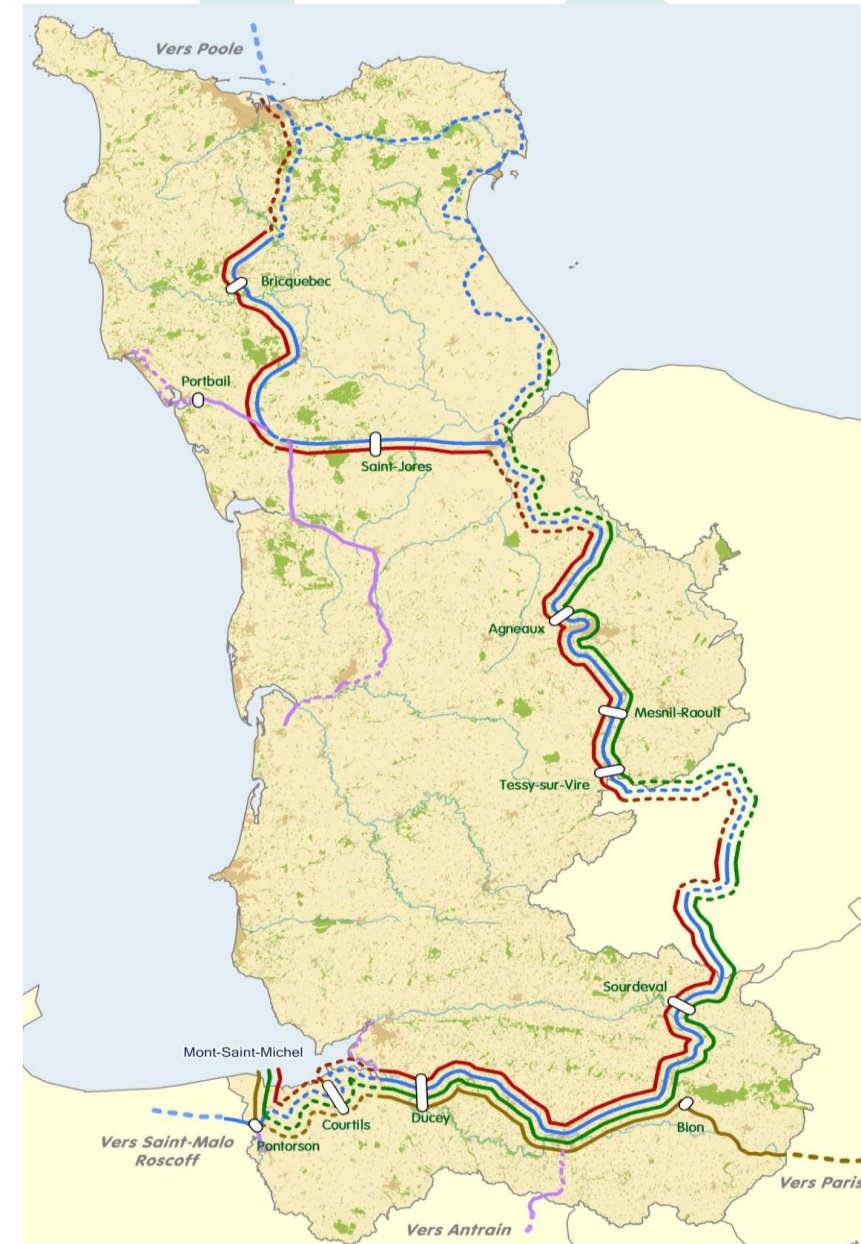 Vers Poole
Bricquebec
Portbail
Saint-Jores
Agneaux
Mesnil-Raoult
Tessy-sur-Vire
Sourdeval
Mont-Saint-Michel
Courtils
Ducey
Bion
Vers Saint-Malo
Roscoff
Pontorson
Vers Paris
Vers Antrain